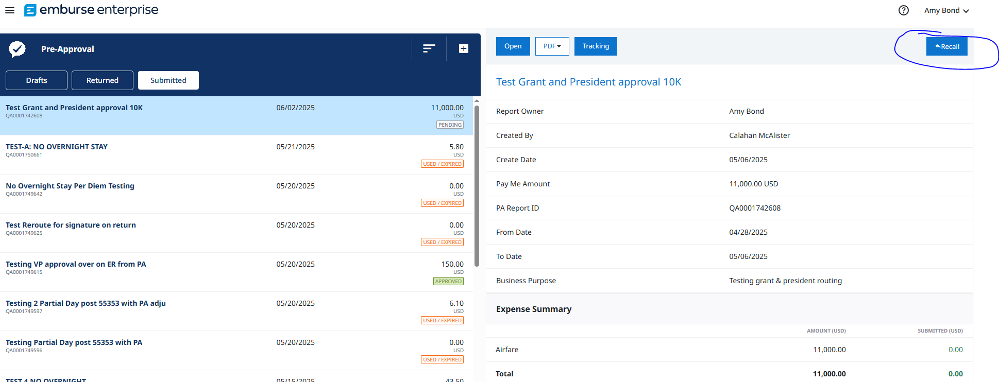 emburse enterprise
Amy Bond
Pre-Approval
Drafts Returned Submitted
Test Grant and President approval 10K 06/02/2025 11,000.00
QA0001742608 USD
PENDING
TEST-A: NO OVERNIGHT STAY 05/21/2025 5.80
QA0001750661 USD
USED / EXPIRED
No Overnight Stay Per Diem Testing 05/20/2025 0.00
QA0001749642 USD
USED / EXPIRED
Test Reroute for signature on return 05/20/2025 0.00
QA0001749625 USD
USED / EXPIRED
Testing VP approval over on ER from PA 05/20/2025 150.00
QA0001749615 USD
APPROVED
Testing 2 Partial Day post 55353 with PA adju 05/20/2025 6.10
QA0001749597 USD
USED / EXPIRED
Testing Partial Day post 55353 with PA 05/20/2025 0.00
QA0001749596 USD
USED / EXPIRED
TEST 4 NO OVERNIGHT 05/15/2025 43.50
Open PDF Tracking Recall
Test Grant and President approval 10K
Report Owner Amy Bond
Created By Calahan McAlister
Create Date 05/06/2025
Pay Me Amount 11,000.00 USD
PA Report ID QA0001742608
From Date 04/28/2025
To Date 05/06/2025
Business Purpose Testing grant & president routing
Expense Summary
AMOUNT (USD) SUBMITTED (USD)
Airfare 11,000.00 0.00
Total 11,000.00 0.00